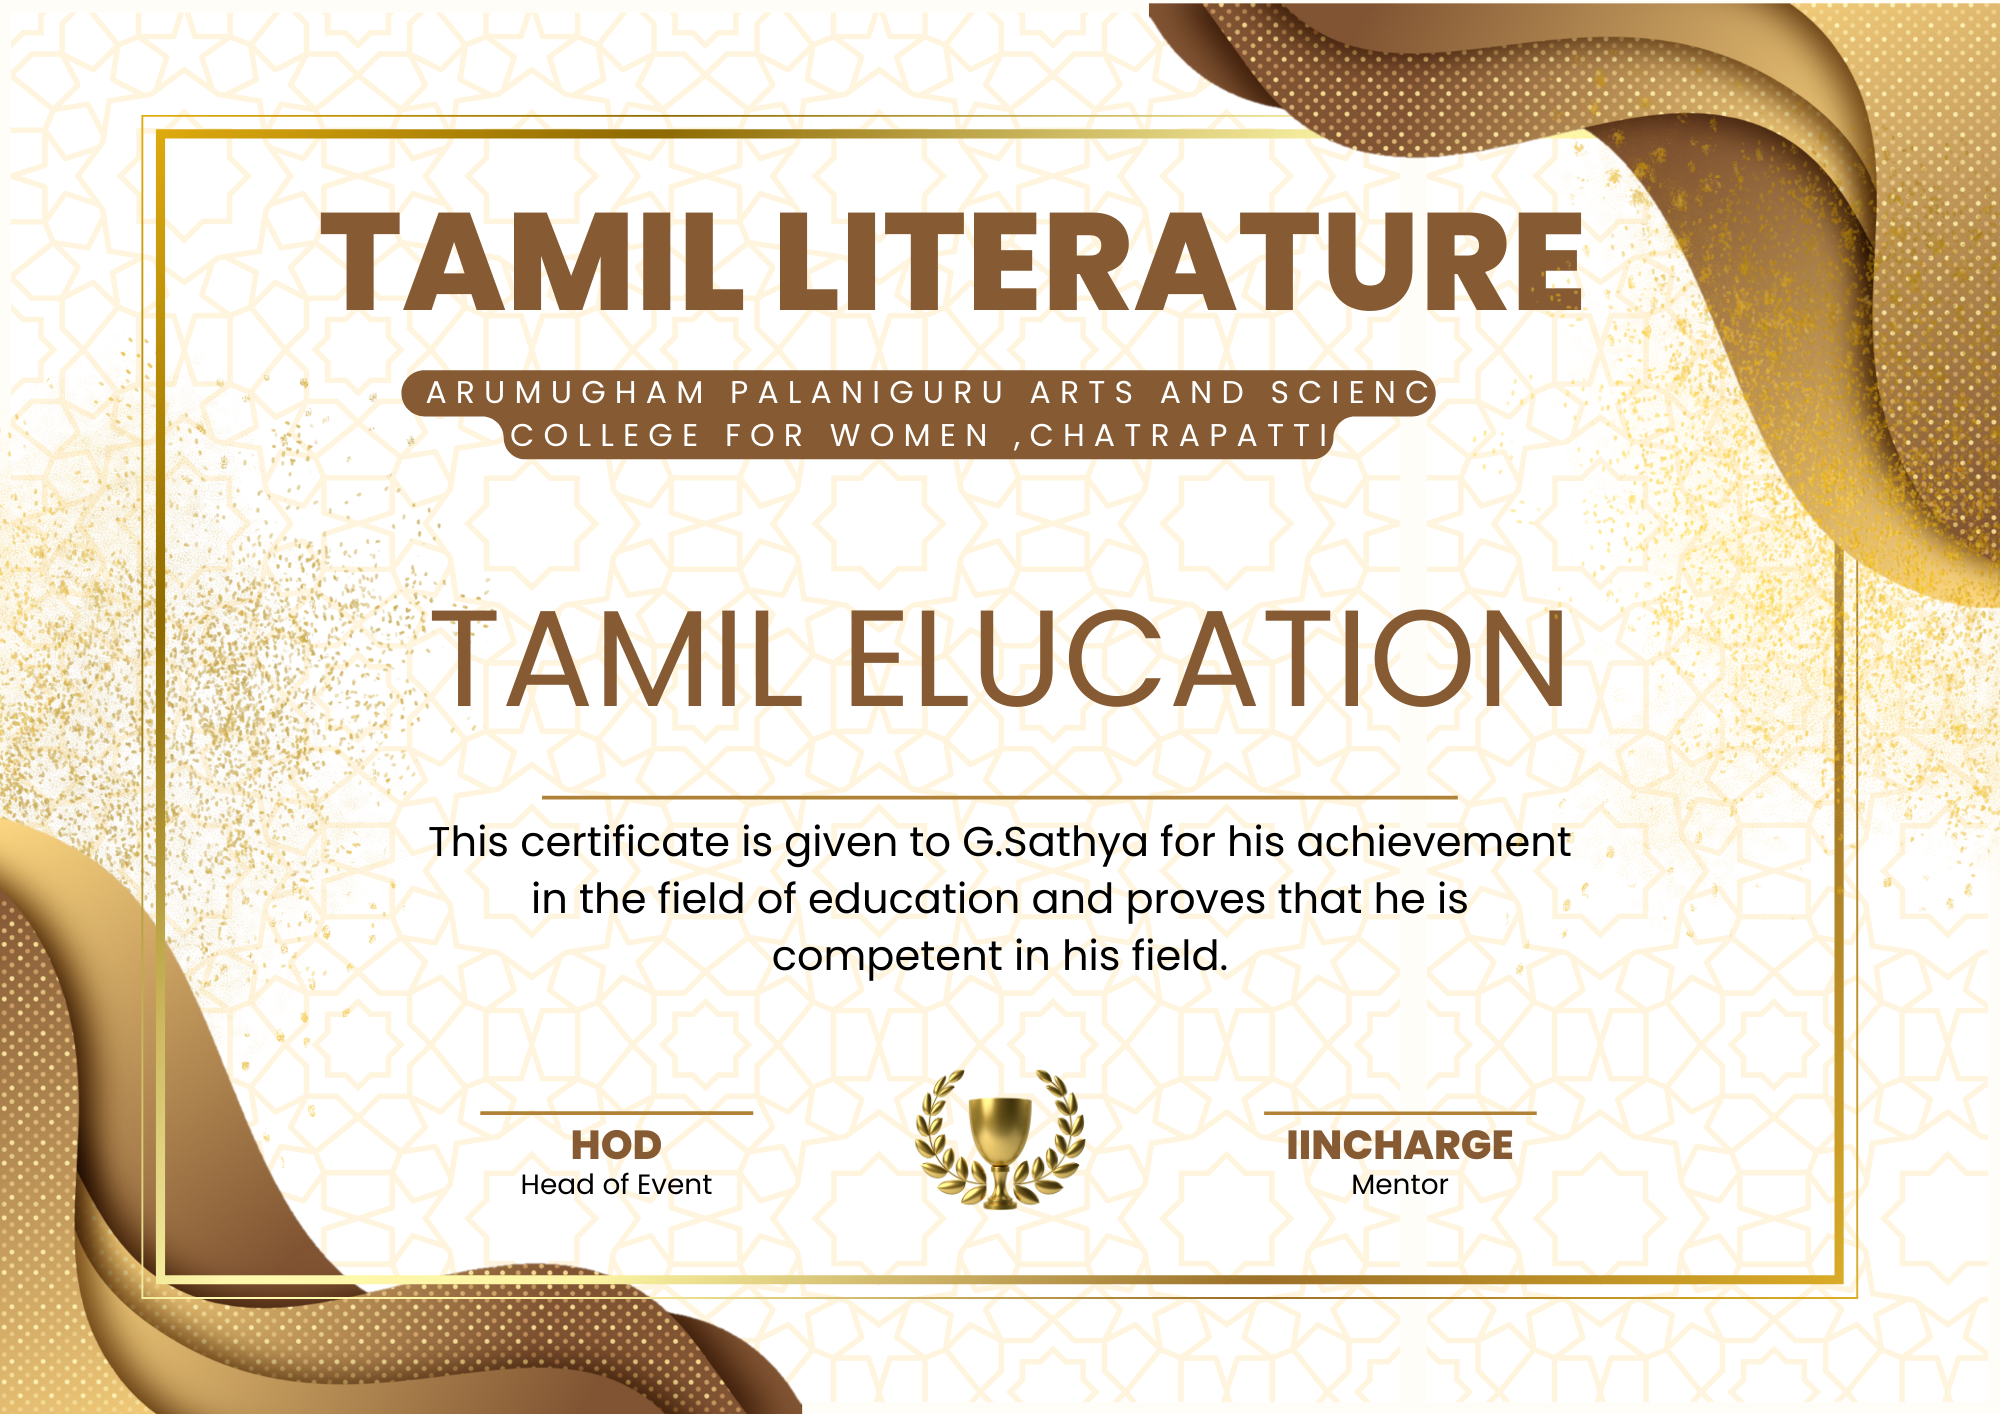 TAMIL LITERATURE
ARUMUGHAM PALANIGURU ARTS AND SCIENC
COLLEGE FOR WOMEN ,CHATRAPATTI
TAMIL ELUCATION
This certificate is given to G.Sathya for his achievement
in the field of education and proves that he is
competent in his field.
HOD
Head of Event
IINCHARGE
Mentor